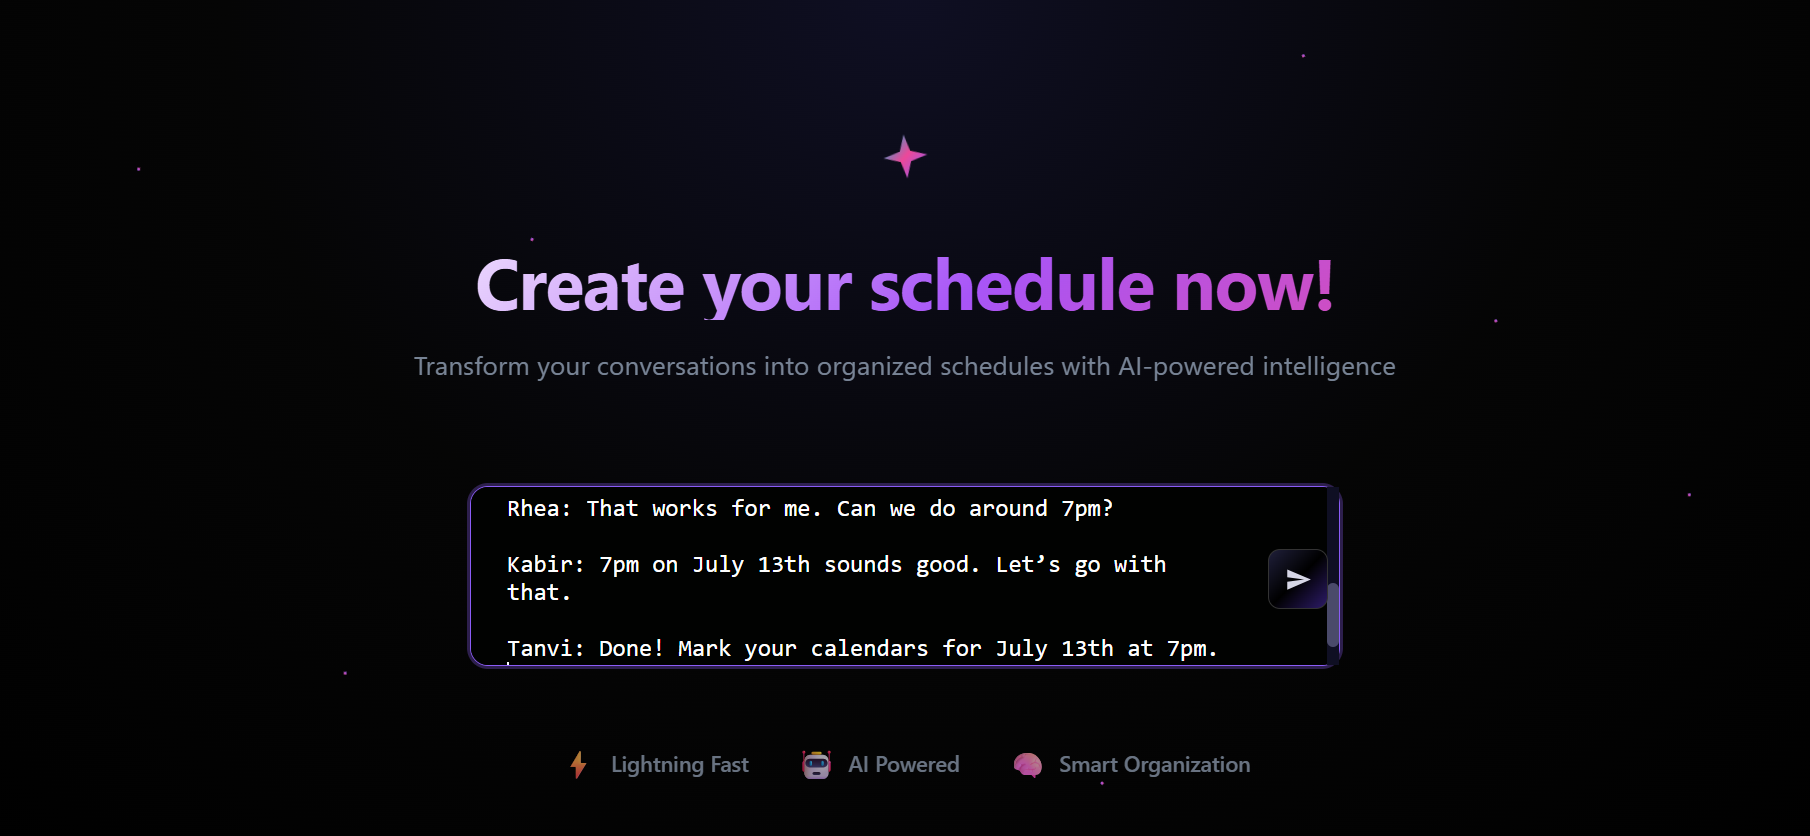 Create your schedule now!
Transform your conversations into organized schedules with AI-powered intelligence
Rhea: That works for me. Can we do around 7pm?
Kabir: 7pm on July 13th sounds good. Let’s go with
that.
Tanvi: Done! Mark your calendars for July 13th at 7pm.
Lightning Fast
AI Powered
Smart Organization